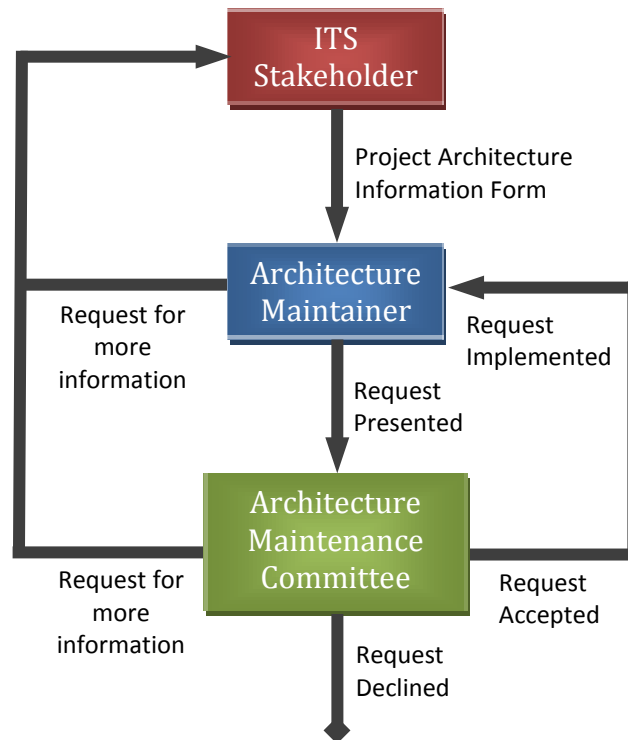 ITS
Stakeholder
Project Architecture
Information Form
Architecture
Maintainer
Request for
more
information
Request
Implemented
Request
Presented
Architecture
Maintenance
Committee
Request for
more
information
Request
Accepted
Request
Declined